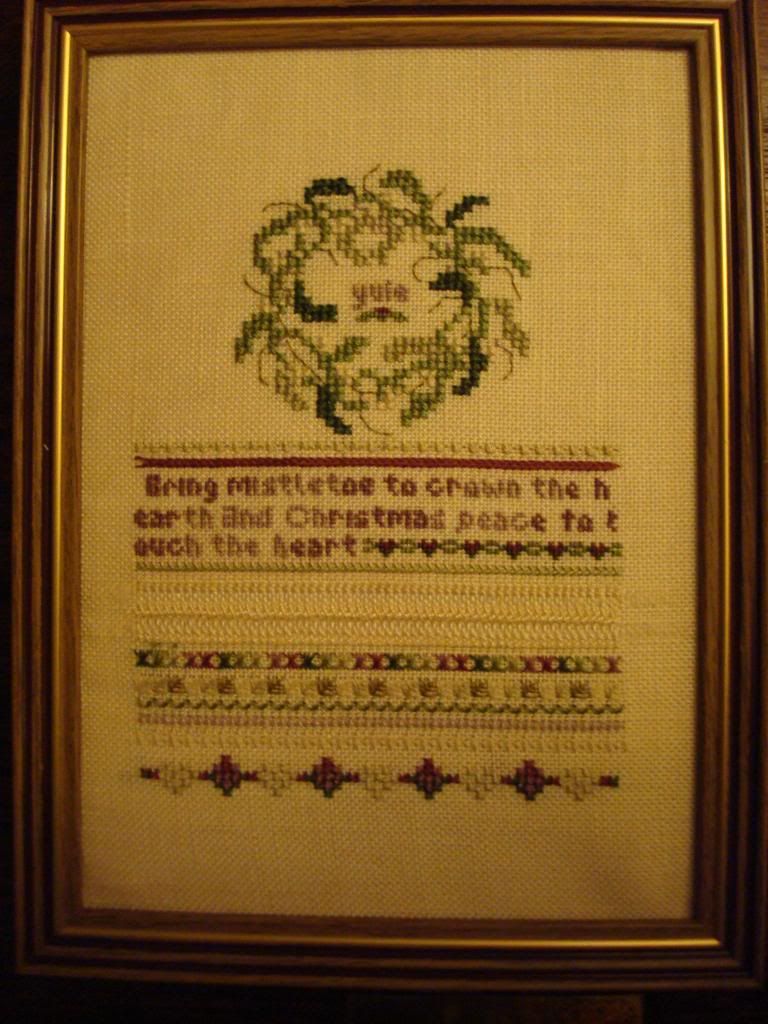 yule
Bring Mistletoe to crown the h
earth And Christmas peace to t
ouch the heart